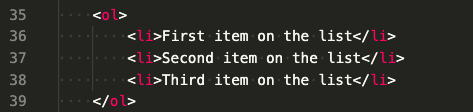 35 <ol>
36 <li>First item on the list</li>
37 <li>Second item on the list</li>
38 <li>Third item on the list</li>
39 </ol>